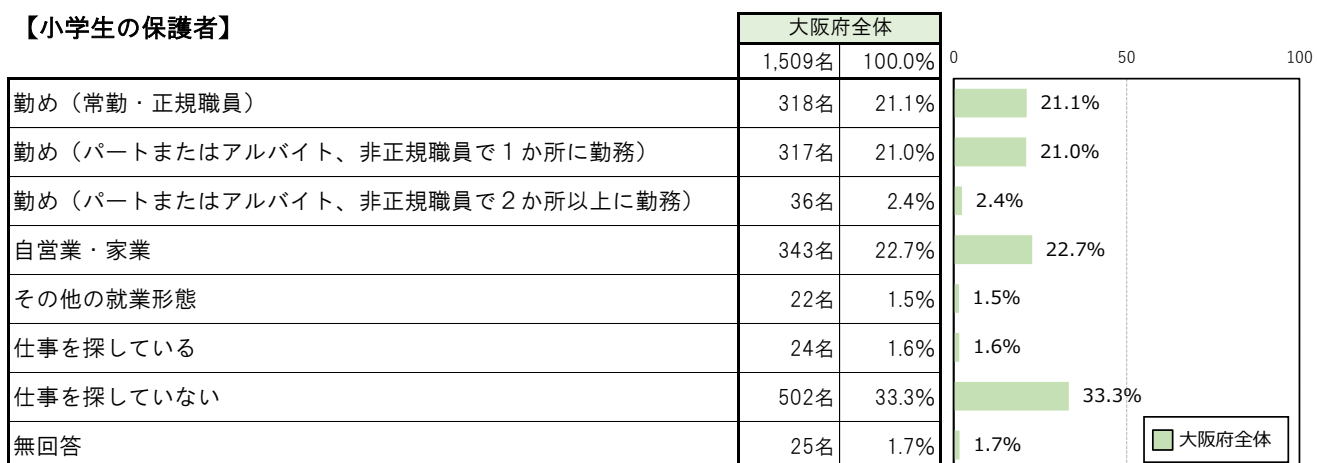 【小学生の保護者】
大阪府全体
1,509名 100.0% 0 50 100
勤め（常勤・正規職員） 318名 21.1% 21.1%
勤め（パートまたはアルバイト、非正規職員で１か所に勤務） 317名 21.0% 21.0%
勤め（パートまたはアルバイト、非正規職員で２か所以上に勤務） 36名 2.4% 2.4%
自営業・家業 343名 22.7% 22.7%
その他の就業形態 22名 1.5% 1.5%
仕事を探している 24名 1.6% 1.6%
仕事を探していない 502名 33.3% 33.3%
無回答 25名 1.7% 1.7%
大阪府全体